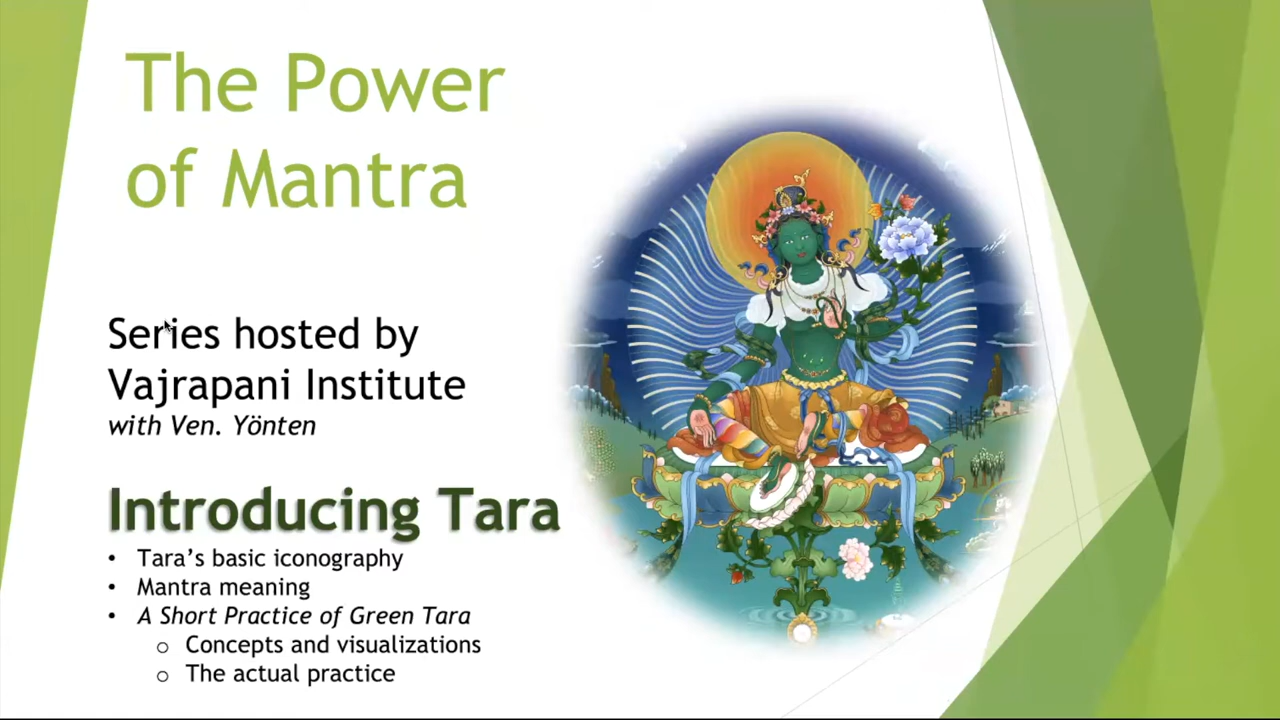 The Power
of Mantra
Series hosted by
Vajrapani Institute
with Ven. Yönten
Introducing Tara
• Tara’s basic iconography
• Mantra meaning
• A Short Practice of Green Tara
o Concepts and visualizations
o The actual practice